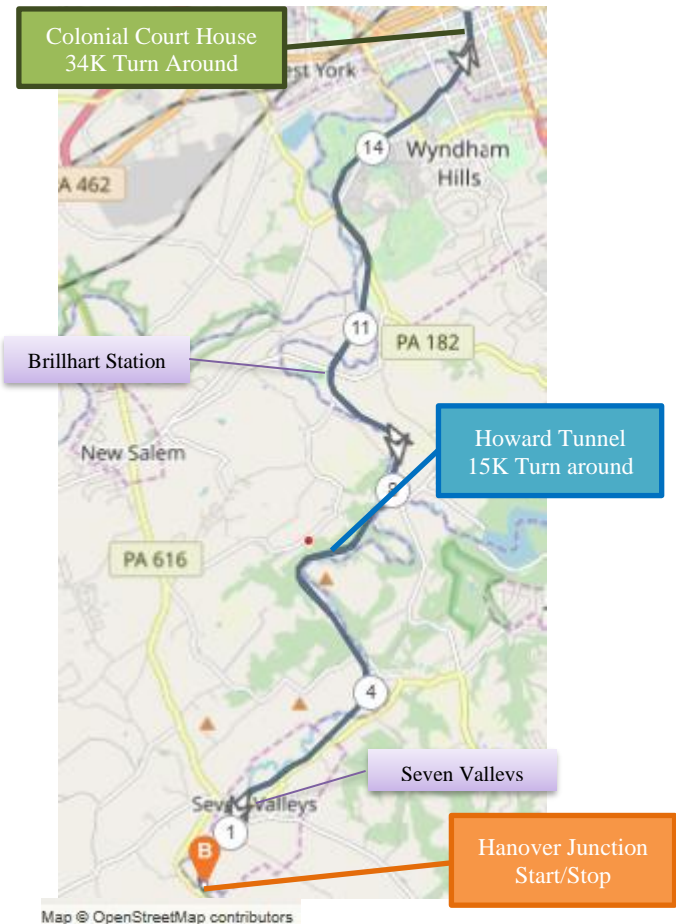 Colonial Court House
34K Turn Around
est York
14
Wyndham
Hills
A 462
11
PA 182
Brillhart Station
Howard Tunnel
15K Turn around
New Salem
PA 616
4
Seven Vallevs
Valleys
1
B
Hanover Junction
Start/Stop
Map © OpenStreetMap contributors